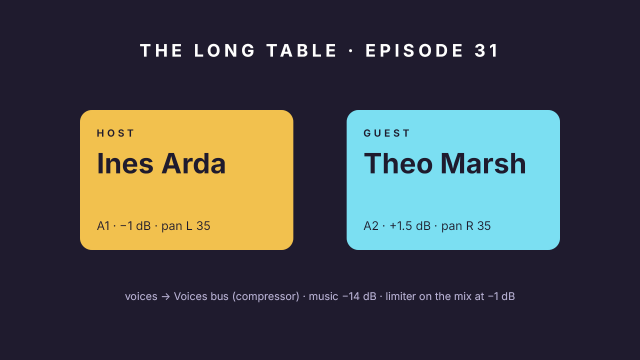 THE LONG TABLE · EPISODE 31
HOST
Ines Arda
A1 · −1 dB · pan L 35
GUEST
Theo Marsh
A2 · +1.5 dB · pan R 35
voices → Voices bus (compressor) · music −14 dB · limiter on the mix at −1 dB